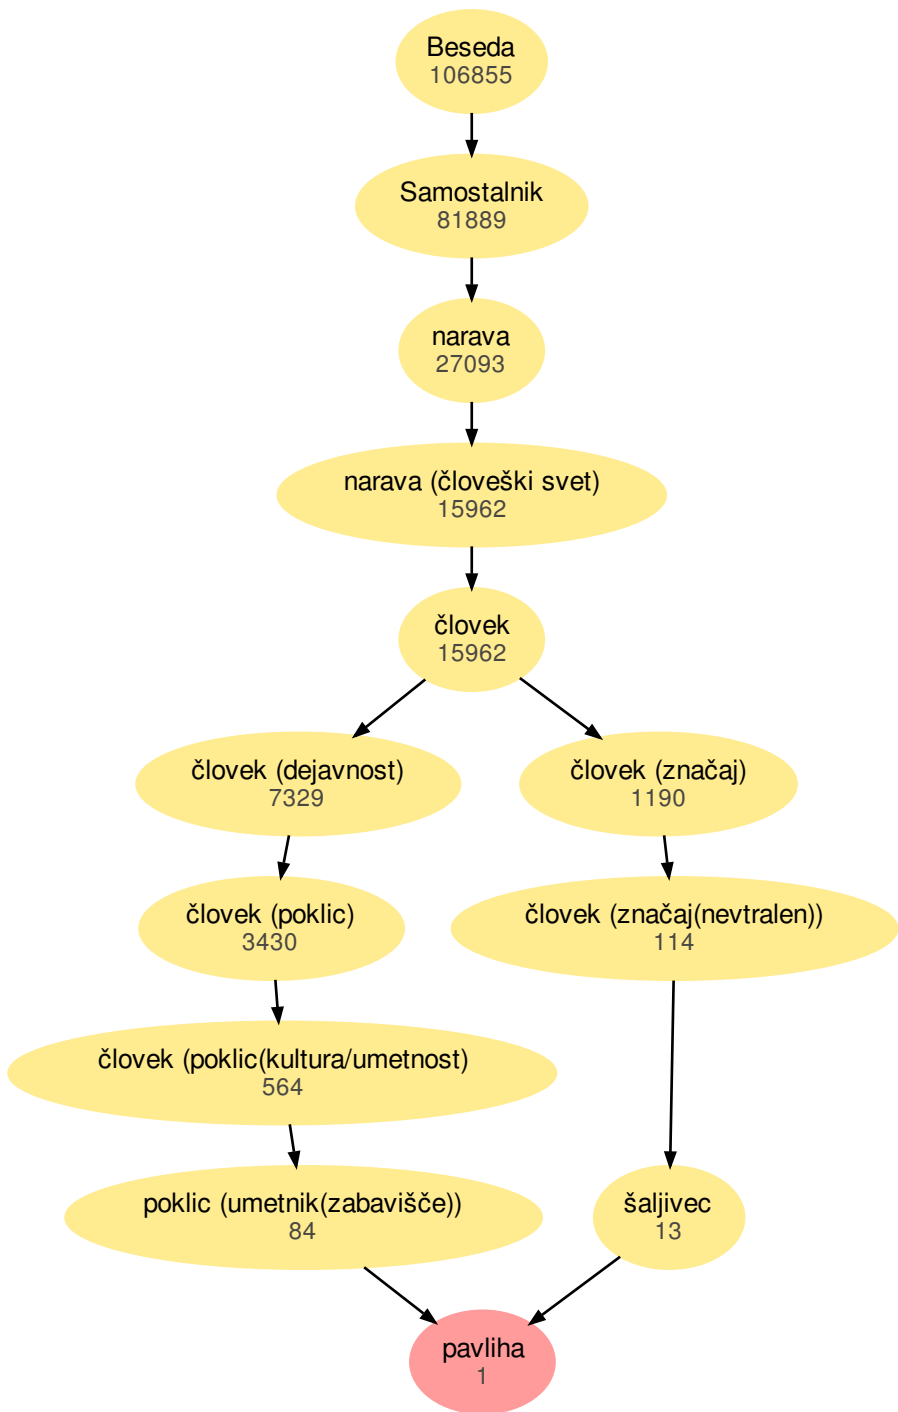 Beseda
106855
Samostalnik
81889
narava
27093
narava (človeški svet)
15962
človek
15962
človek (dejavnost)
7329
človek (značaj)
1190
človek (poklic)
3430
človek (značaj(nevtralen))
114
človek (poklic(kultura/umetnost)
564
poklic (umetnik(zabavišče))
84
šaljivec
13
pavliha
1